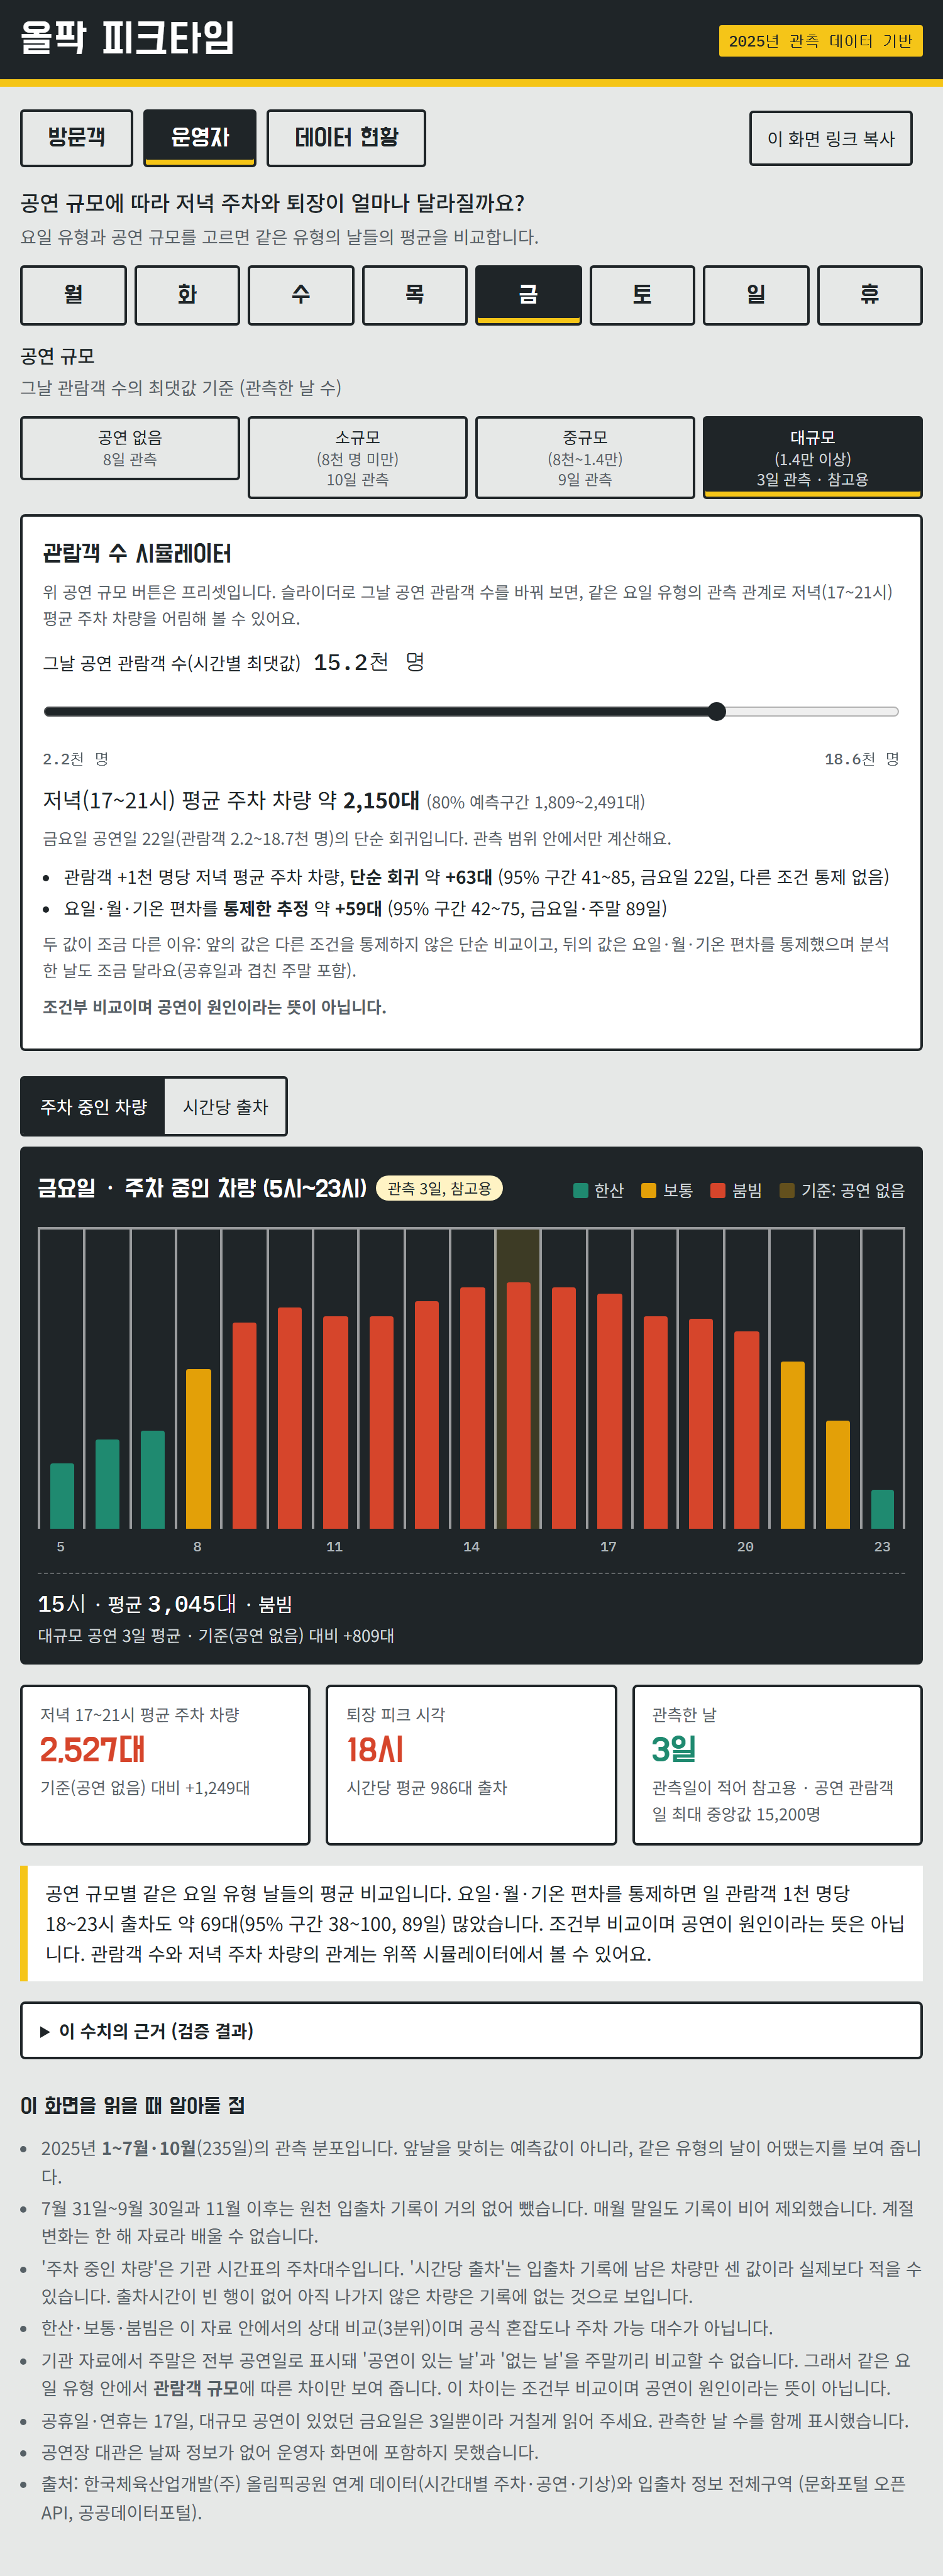 올팍 피크타임
2025년 관측 데이터 기반
방문객
운영자
데이터 현황
이 화면 링크 복사
공연 규모에 따라 저녁 주차와 퇴장이 얼마나 달라질까요?
요일 유형과 공연 규모를 고르면 같은 유형의 날들의 평균을 비교합니다.
월
화
수
목
금
토
일
휴
공연 규모
그날 관람객 수의 최댓값 기준 (관측한 날 수)
공연 없음
8일 관측
소규모
(8천 명 미만)
10일 관측
중규모
(8천~1.4만)
9일 관측
대규모
(1.4만 이상)
3일 관측 · 참고용
관람객 수 시뮬레이터
위 공연 규모 버튼은 프리셋입니다. 슬라이더로 그날 공연 관람객 수를 바꿔 보면, 같은 요일 유형의 관측 관계로 저녁(17~21시)
평균 주차 차량을 어림해 볼 수 있어요.
그날 공연 관람객 수(시간별 최댓값) 15.2천 명
2.2천 명
18.6천 명
저녁(17~21시) 평균 주차 차량 약 2,150대 (80% 예측구간 1,809~2,491대)
금요일 공연일 22일(관람객 2.2~18.7천 명)의 단순 회귀입니다. 관측 범위 안에서만 계산해요.
• 관람객 +1천 명당 저녁 평균 주차 차량, 단순 회귀 약 +63대 (95% 구간 41~85, 금요일 22일, 다른 조건 통제 없음)
• 요일·월·기온 편차를 통제한 추정 약 +59대 (95% 구간 42~75, 금요일·주말 89일)
두 값이 조금 다른 이유: 앞의 값은 다른 조건을 통제하지 않은 단순 비교이고, 뒤의 값은 요일·월·기온 편차를 통제했으며 분석
한 날도 조금 달라요(공휴일과 겹친 주말 포함).
조건부 비교이며 공연이 원인이라는 뜻이 아닙니다.
주차 중인 차량
시간당 출차
금요일 · 주차 중인 차량 (5시~23시)
관측 3일, 참고용
한산
보통
붐빔
기준: 공연 없음
5
8
11
14
17
20
23
15시 · 평균 3,045대 · 붐빔
대규모 공연 3일 평균 · 기준(공연 없음) 대비 +809대
저녁 17~21시 평균 주차 차량
2,527대
기준(공연 없음) 대비 +1,249대
퇴장 피크 시각
18시
시간당 평균 986대 출차
관측한 날
3일
관측일이 적어 참고용 · 공연 관람객
일 최대 중앙값 15,200명
공연 규모별 같은 요일 유형 날들의 평균 비교입니다. 요일·월·기온 편차를 통제하면 일 관람객 1천 명당
18~23시 출차도 약 69대(95% 구간 38~100, 89일) 많았습니다. 조건부 비교이며 공연이 원인이라는 뜻은 아닙
니다. 관람객 수와 저녁 주차 차량의 관계는 위쪽 시뮬레이터에서 볼 수 있어요.
▶ 이 수치의 근거 (검증 결과)
이 화면을 읽을 때 알아둘 점
• 2025년 1~7월·10월(235일)의 관측 분포입니다. 앞날을 맞히는 예측값이 아니라, 같은 유형의 날이 어땠는지를 보여 줍니
다.
• 7월 31일~9월 30일과 11월 이후는 원천 입출차 기록이 거의 없어 뺐습니다. 매월 말일도 기록이 비어 제외했습니다. 계절
변화는 한 해 자료라 배울 수 없습니다.
• '주차 중인 차량'은 기관 시간표의 주차대수입니다. '시간당 출차'는 입출차 기록에 남은 차량만 센 값이라 실제보다 적을 수
있습니다. 출차시간이 빈 행이 없어 아직 나가지 않은 차량은 기록에 없는 것으로 보입니다.
• 한산·보통·붐빔은 이 자료 안에서의 상대 비교(3분위)이며 공식 혼잡도나 주차 가능 대수가 아닙니다.
• 기관 자료에서 주말은 전부 공연일로 표시돼 '공연이 있는 날'과 '없는 날'을 주말끼리 비교할 수 없습니다. 그래서 같은 요
일 유형 안에서 관람객 규모에 따른 차이만 보여 줍니다. 이 차이는 조건부 비교이며 공연이 원인이라는 뜻이 아닙니다.
• 공휴일·연휴는 17일, 대규모 공연이 있었던 금요일은 3일뿐이라 거칠게 읽어 주세요. 관측한 날 수를 함께 표시했습니다.
• 공연장 대관은 날짜 정보가 없어 운영자 화면에 포함하지 못했습니다.
• 출처: 한국체육산업개발(주) 올림픽공원 연계 데이터(시간대별 주차·공연·기상)와 입출차 정보 전체구역 (문화포털 오픈
API, 공공데이터포털).